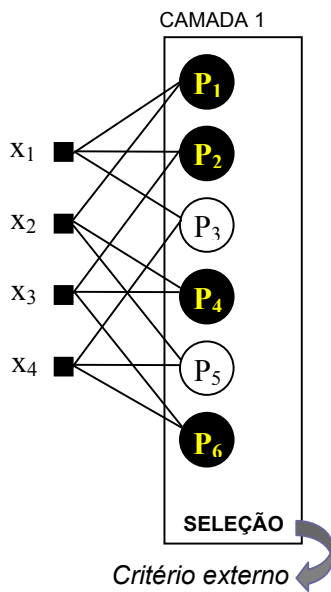 CAMADA 1
P₁
x₁
P₂
x₂
P₃
x₃
P₄
x₄
P₅
P₆
SELEÇÃO
Critério externo